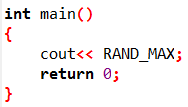 int main()
{
    cout<< RAND_MAX;
    return 0;
}